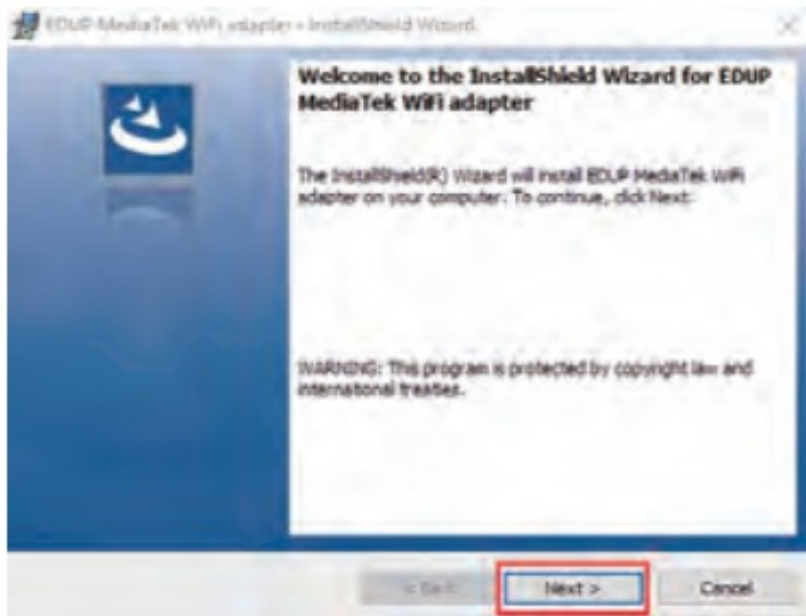 EDUP MediaTek WiFi adapter - InstallShield Wizard
Welcome to the InstallShield Wizard for EDUP
MediaTek WiFi adapter
The InstallShield(R) Wizard will install EDUP MediaTek WiFi
adapter on your computer. To continue, click Next.
WARNING: This program is protected by copyright law and
international treaties.
< Back
Next >
Cancel